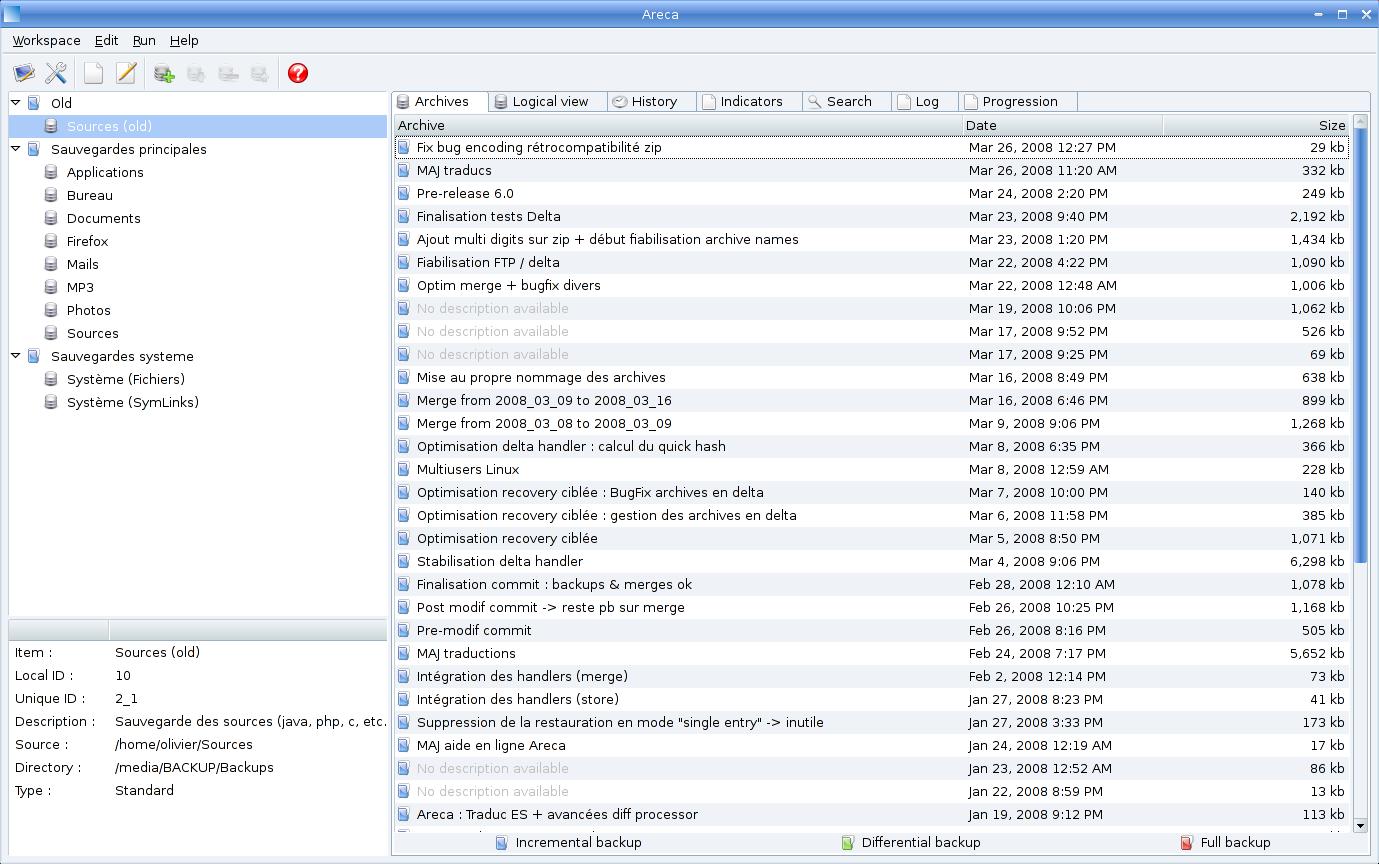 Areca
Workspace Edit Run Help
Old
Sources (old)
Sauvegardes principales
Applications
Bureau
Documents
Firefox
Mails
MP3
Photos
Sources
Sauvegardes systeme
Système (Fichiers)
Système (SymLinks)
Item : Sources (old)
Local ID : 10
Unique ID : 2_1
Description : Sauvegarde des sources (java, php, c, etc.
Source : /home/olivier/Sources
Directory : /media/BACKUP/Backups
Type : Standard
Archives Logical view History Indicators Search Log Progression
Archive Date Size
Fix bug encoding rétrocompatibilité zip Mar 26, 2008 12:27 PM 29 kb
MAJ traducs Mar 26, 2008 11:20 AM 332 kb
Pre-release 6.0 Mar 24, 2008 2:20 PM 249 kb
Finalisation tests Delta Mar 23, 2008 9:40 PM 2,192 kb
Ajout multi digits sur zip + début fiabilisation archive names Mar 23, 2008 1:20 PM 1,434 kb
Fiabilisation FTP / delta Mar 22, 2008 4:22 PM 1,090 kb
Optim merge + bugfix divers Mar 22, 2008 12:48 AM 1,006 kb
No description available Mar 19, 2008 10:06 PM 1,062 kb
No description available Mar 17, 2008 9:52 PM 526 kb
No description available Mar 17, 2008 9:25 PM 69 kb
Mise au propre nommage des archives Mar 16, 2008 8:49 PM 638 kb
Merge from 2008_03_09 to 2008_03_16 Mar 16, 2008 6:46 PM 899 kb
Merge from 2008_03_08 to 2008_03_09 Mar 9, 2008 9:06 PM 1,268 kb
Optimisation delta handler : calcul du quick hash Mar 8, 2008 6:35 PM 366 kb
Multiusers Linux Mar 8, 2008 12:59 AM 228 kb
Optimisation recovery ciblée : BugFix archives en delta Mar 7, 2008 10:00 PM 140 kb
Optimisation recovery ciblée : gestion des archives en delta Mar 6, 2008 11:58 PM 385 kb
Optimisation recovery ciblée Mar 5, 2008 8:50 PM 1,071 kb
Stabilisation delta handler Mar 4, 2008 9:06 PM 6,298 kb
Finalisation commit : backups & merges ok Feb 28, 2008 12:10 AM 1,078 kb
Post modif commit -> reste pb sur merge Feb 26, 2008 10:25 PM 1,168 kb
Pre-modif commit Feb 26, 2008 8:16 PM 505 kb
MAJ traductions Feb 24, 2008 7:17 PM 5,652 kb
Intégration des handlers (merge) Feb 2, 2008 12:14 PM 73 kb
Intégration des handlers (store) Jan 27, 2008 8:23 PM 41 kb
Suppression de la restauration en mode "single entry" -> inutile Jan 27, 2008 3:33 PM 173 kb
MAJ aide en ligne Areca Jan 24, 2008 12:19 AM 17 kb
No description available Jan 23, 2008 12:52 AM 86 kb
No description available Jan 22, 2008 8:59 PM 13 kb
Areca : Traduc ES + avancées diff processor Jan 19, 2008 9:12 PM 113 kb
Incremental backup Differential backup Full backup